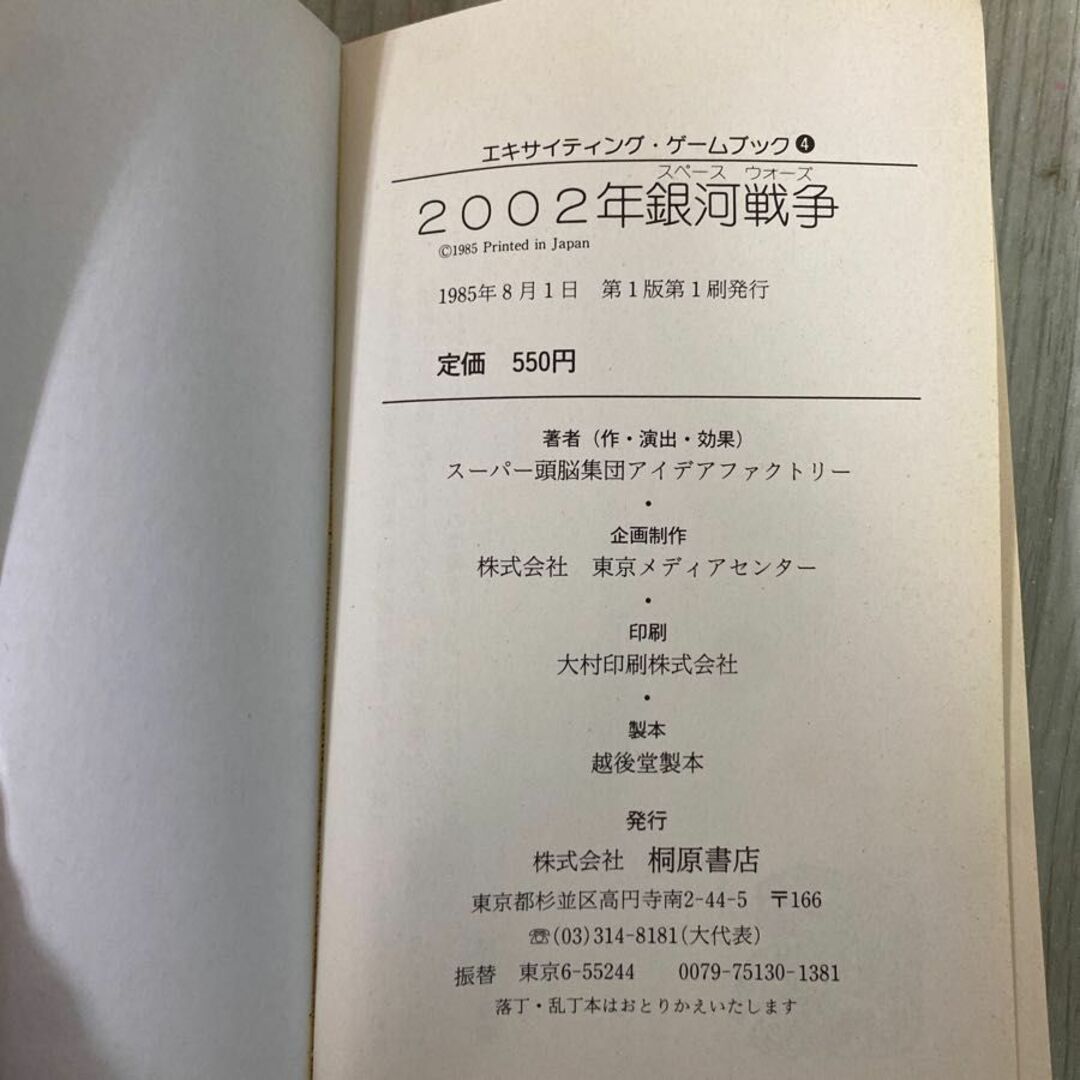 エキサイティング・ゲームブック❹
スペース ウォーズ
2002年銀河戦争
©1985 Printed in Japan
1985年8月1日 第1版第1刷発行
定価 550円
著者（作・演出・効果）
スーパー頭脳集団アイデアファクトリー
・
企画制作
株式会社 東京メディアセンター
・
印刷
大村印刷株式会社
・
製本
越後堂製本
発行
株式会社 桐原書店
東京都杉並区高円寺南2-44-5 〒166
☏(03)314-8181(大代表)
振替 東京6-55244 0079-75130-1381
落丁・乱丁本はおとりかえいたします